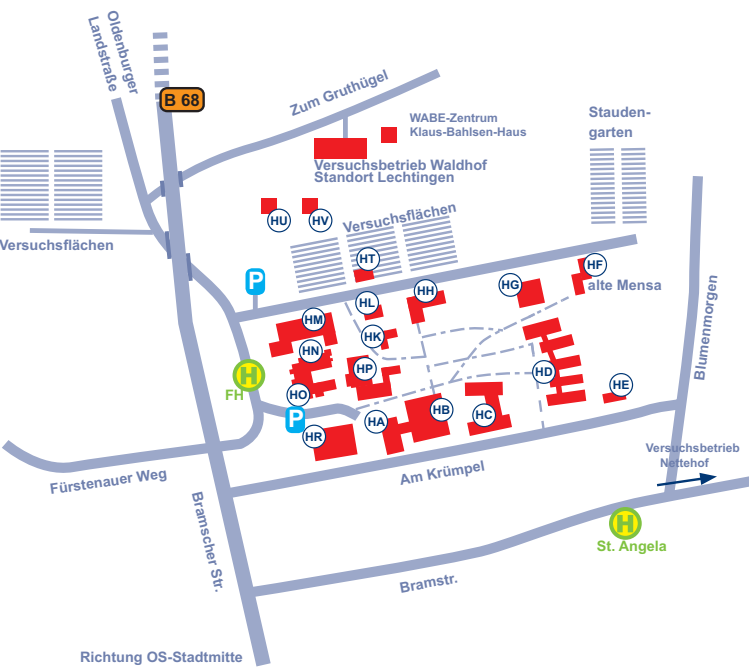 Oldenburger
Landstraße
B 68
Zum Gruthügel
WABE-Zentrum
Klaus-Bahlsen-Haus
Stauden-
garten
Versuchsbetrieb Waldhof
Standort Lechtingen
HU
HV
Versuchsflächen
Versuchsflächen
HT
HF
P
HG
alte Mensa
HH
HL
HM
HK
HN
HP
HD
Blumenmorgen
H
FH
HO
HE
P
HB
HC
HA
HR
Versuchsbetrieb
Nettehof
Am Krümpel
Fürstenauer Weg
Bramscher Str.
H
St. Angela
Bramstr.
Richtung OS-Stadtmitte